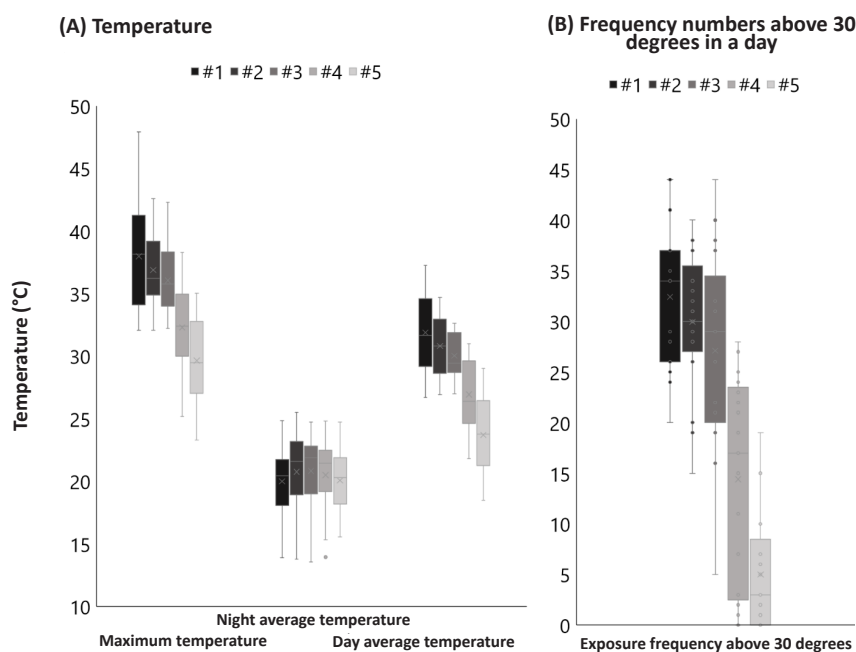 (A) Temperature
#1 #2 #3 #4 #5
Temperature (°C)
50
45
40
35
30
25
20
15
10
Night average temperature
Maximum temperature
Day average temperature
(B) Frequency numbers above 30
degrees in a day
#1 #2 #3 #4 #5
50
45
40
35
30
25
20
15
10
5
0
Exposure frequency above 30 degrees